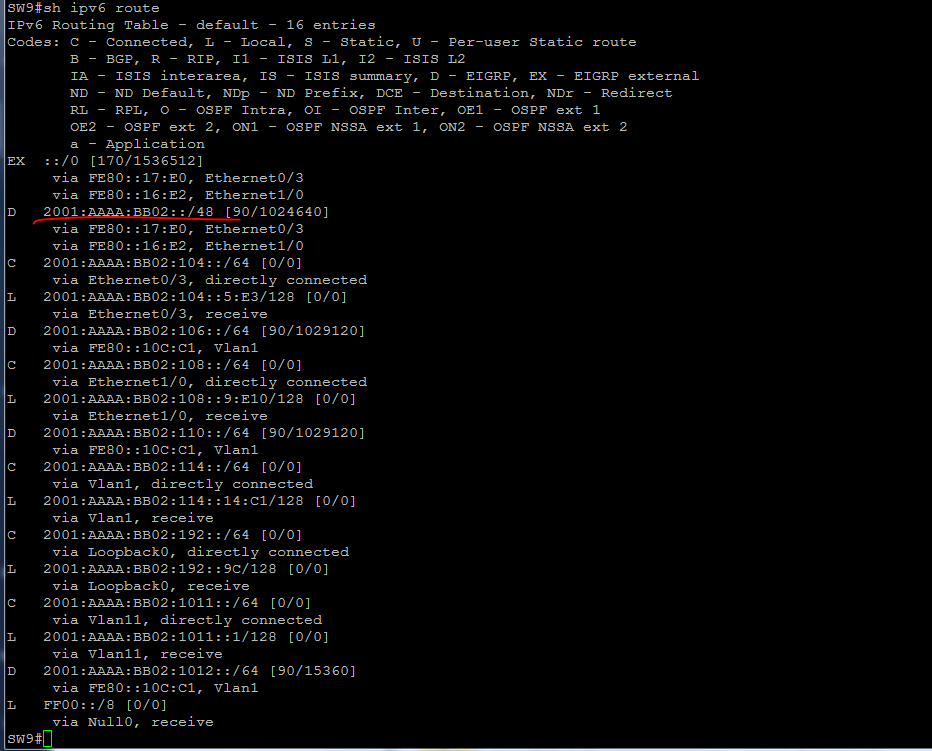 SW9#sh ipv6 route
IPv6 Routing Table - default - 16 entries
Codes: C - Connected, L - Local, S - Static, U - Per-user Static route
       B - BGP, R - RIP, I1 - ISIS L1, I2 - ISIS L2
       IA - ISIS interarea, IS - ISIS summary, D - EIGRP, EX - EIGRP external
       ND - ND Default, NDp - ND Prefix, DCE - Destination, NDr - Redirect
       RL - RPL, O - OSPF Intra, OI - OSPF Inter, OE1 - OSPF ext 1
       OE2 - OSPF ext 2, ON1 - OSPF NSSA ext 1, ON2 - OSPF NSSA ext 2
       a - Application
EX  ::/0 [170/1536512]
     via FE80::17:E0, Ethernet0/3
     via FE80::16:E2, Ethernet1/0
D   2001:AAAA:BB02::/48 [90/1024640]
     via FE80::17:E0, Ethernet0/3
     via FE80::16:E2, Ethernet1/0
C   2001:AAAA:BB02:104::/64 [0/0]
     via Ethernet0/3, directly connected
L   2001:AAAA:BB02:104::5:E3/128 [0/0]
     via Ethernet0/3, receive
D   2001:AAAA:BB02:106::/64 [90/1029120]
     via FE80::10C:C1, Vlan1
C   2001:AAAA:BB02:108::/64 [0/0]
     via Ethernet1/0, directly connected
L   2001:AAAA:BB02:108::9:E10/128 [0/0]
     via Ethernet1/0, receive
D   2001:AAAA:BB02:110::/64 [90/1029120]
     via FE80::10C:C1, Vlan1
C   2001:AAAA:BB02:114::/64 [0/0]
     via Vlan1, directly connected
L   2001:AAAA:BB02:114::14:C1/128 [0/0]
     via Vlan1, receive
C   2001:AAAA:BB02:192::/64 [0/0]
     via Loopback0, directly connected
L   2001:AAAA:BB02:192::9C/128 [0/0]
     via Loopback0, receive
C   2001:AAAA:BB02:1011::/64 [0/0]
     via Vlan11, directly connected
L   2001:AAAA:BB02:1011::1/128 [0/0]
     via Vlan11, receive
D   2001:AAAA:BB02:1012::/64 [90/15360]
     via FE80::10C:C1, Vlan1
L   FF00::/8 [0/0]
     via Null0, receive
SW9#